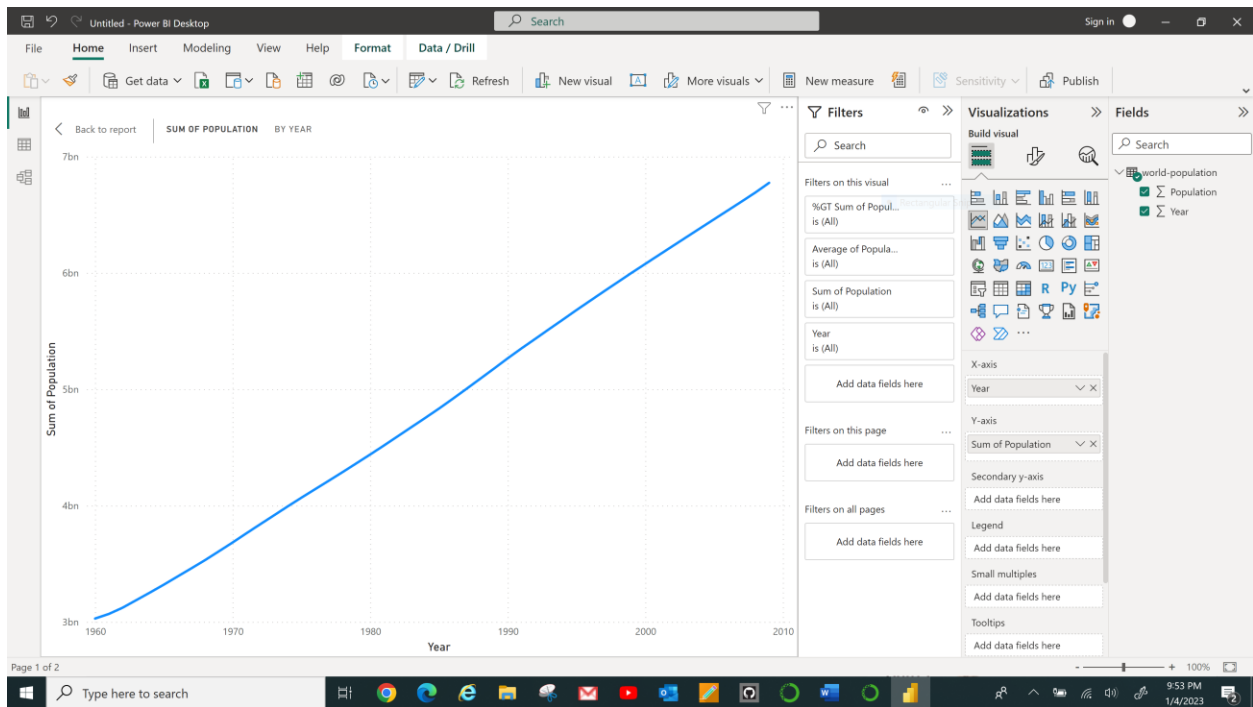 Untitled - Power BI Desktop
Search
Sign in
File Home Insert Modeling View Help Format Data / Drill
Get data
Refresh
New visual
A
More visuals
New measure
Sensitivity
Publish
Back to report
SUM OF POPULATION BY YEAR
7bn
6bn
5bn
4bn
3bn
Sum of Population
1960 1970 1980 1990 2000 2010
Year
Filters
Search
Filters on this visual ...
%GT Sum of Popul...
is (All)
Average of Popula...
is (All)
Sum of Population
is (All)
Year
is (All)
Add data fields here
Filters on this page ...
Add data fields here
Filters on all pages ...
Add data fields here
Visualizations
Build visual
R Py
...
X-axis
Year
Y-axis
Sum of Population
Secondary y-axis
Add data fields here
Legend
Add data fields here
Small multiples
Add data fields here
Tooltips
Add data fields here
Fields
Search
world-population
∑ Population
∑ Year
Page 1 of 2
- + 100%
Type here to search
9:53 PM
1/4/2023
2